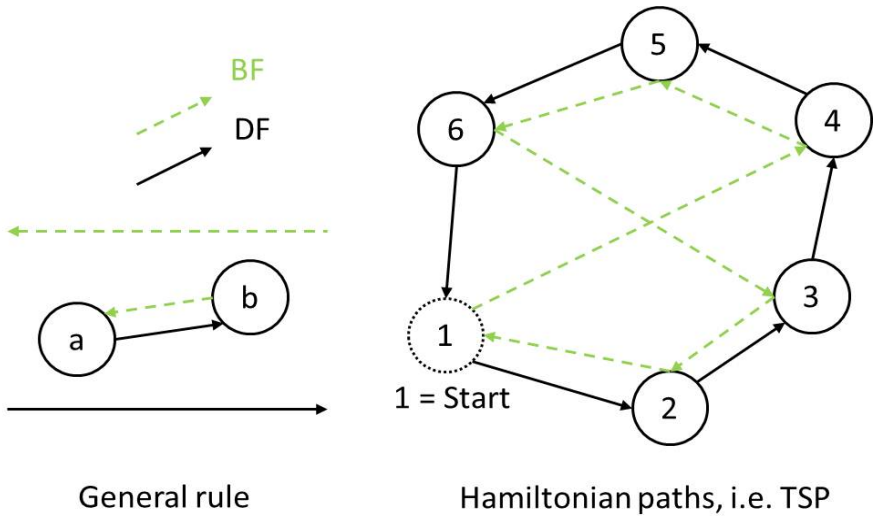 BF
DF
a
b
General rule
5
6
4
1
3
1 = Start
2
Hamiltonian paths, i.e. TSP